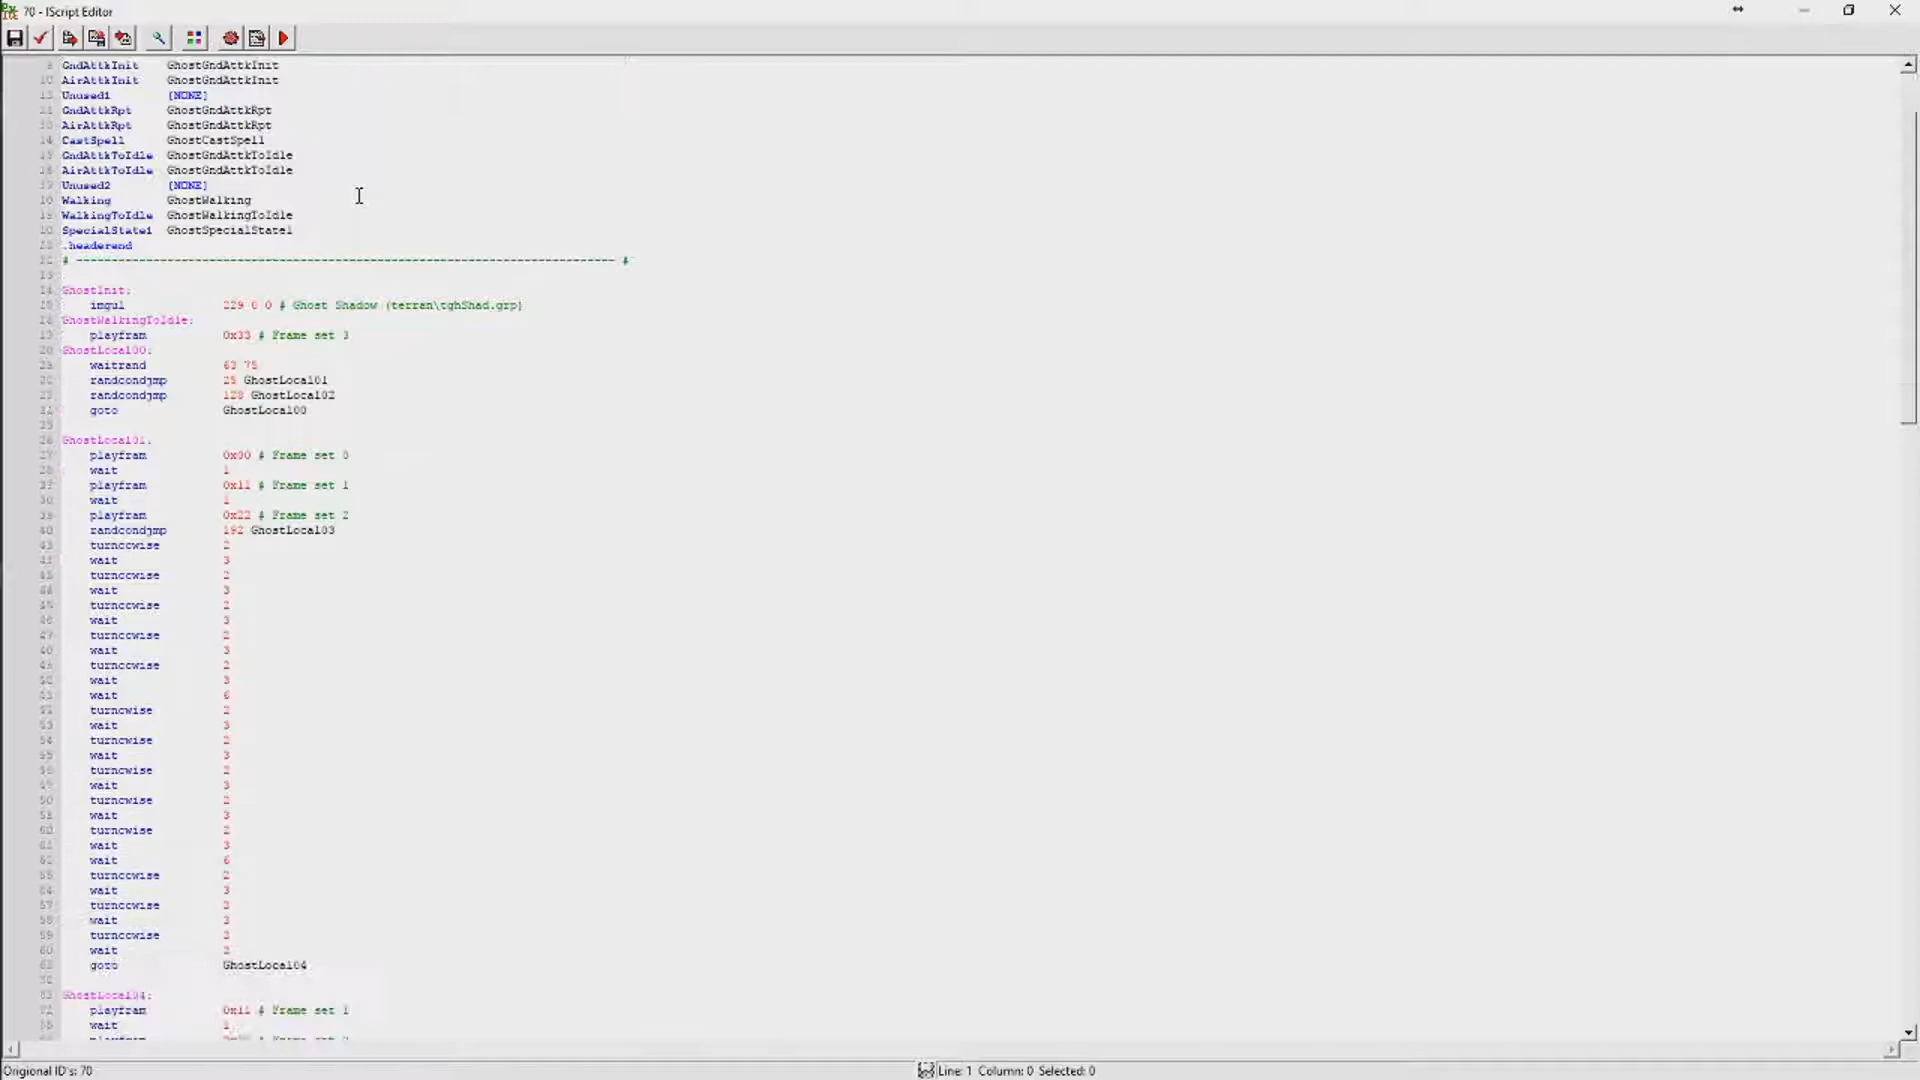 70 - IScript Editor
GndAttkInit GhostGndAttkInit
AirAttkInit GhostGndAttkInit
Unused1 [NONE]
GndAttkRpt GhostGndAttkRpt
AirAttkRpt GhostGndAttkRpt
CastSpell GhostCastSpell
GndAttkToIdle GhostGndAttkToIdle
AirAttkToIdle GhostGndAttkToIdle
Unused2 [NONE]
Walking GhostWalking
WalkingToIdle GhostWalkingToIdle
SpecialState1 GhostSpecialState1
.headerend
# ----------------------------------------------------------------------------- #
GhostInit:
imgul 229 0 0 # Ghost Shadow (terran\tghShad.grp)
GhostWalkingToIdle:
playfram 0x33 # Frame set 3
GhostLocal00:
waitrand 63 75
randcondjmp 25 GhostLocal01
randcondjmp 128 GhostLocal02
goto GhostLocal00
GhostLocal01:
playfram 0x00 # Frame set 0
wait 1
playfram 0x11 # Frame set 1
wait 1
playfram 0x22 # Frame set 2
randcondjmp 192 GhostLocal03
turnccwise 2
wait 3
turnccwise 2
wait 3
turnccwise 2
wait 3
turnccwise 2
wait 3
turnccwise 2
wait 3
wait 6
turncwise 2
wait 3
turncwise 2
wait 3
turncwise 2
wait 3
turncwise 2
wait 3
turncwise 2
wait 3
wait 6
turnccwise 2
wait 3
turnccwise
wait 3
turnccwise
wait
goto GhostLocal04
GhostLocal04:
playfram 0x11 # Frame set 1
wait 1
Origional ID's: 70
Line: 1 Column: 0 Selected: 0